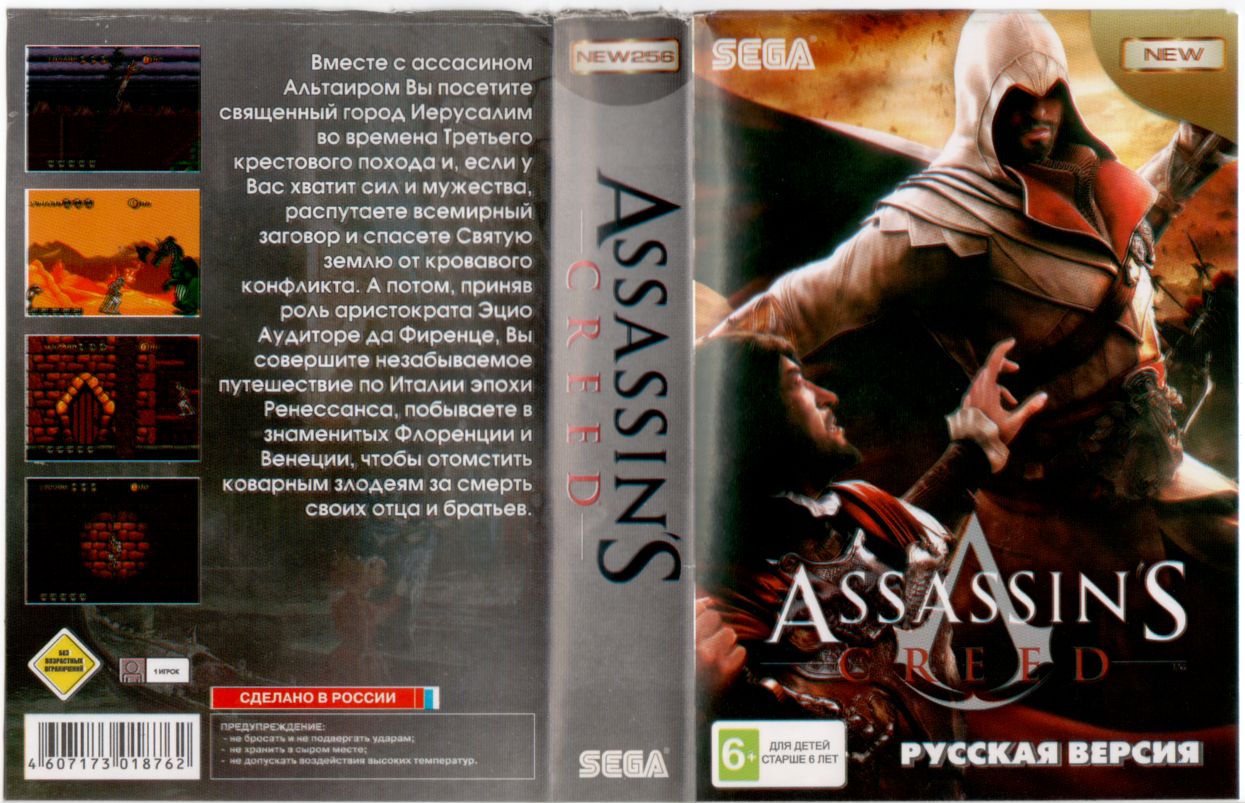 Вместе с ассасином
Альтаиром Вы посетите
священный город Иерусалим
во времена Третьего
крестового похода и, если у
Вас хватит сил и мужества,
распутаете всемирный
заговор и спасете Святую
землю от кровавого
конфликта. А потом, приняв
роль аристократа Эцио
Аудиторе да Фиренце, Вы
совершите незабываемое
путешествие по Италии эпохи
Ренессанса, побываете в
знаменитых Флоренции и
Венеции, чтобы отомстить
коварным злодеям за смерть
своих отца и братьев.
БЕЗ
ВОЗРАСТНЫХ
ОГРАНИЧЕНИЙ
1 ИГРОК
СДЕЛАНО В РОССИИ
ПРЕДУПРЕЖДЕНИЕ:
- не бросать и не подвергать ударам;
- не хранить в сыром месте;
- не допускать воздействия высоких температур.
4 607173 018762
NEW256
ASSASSIN'S
CREED
SEGA
SEGA
NEW
ASSASSIN'S
CREED
6+
ДЛЯ ДЕТЕЙ
СТАРШЕ 6 ЛЕТ
РУССКАЯ ВЕРСИЯ